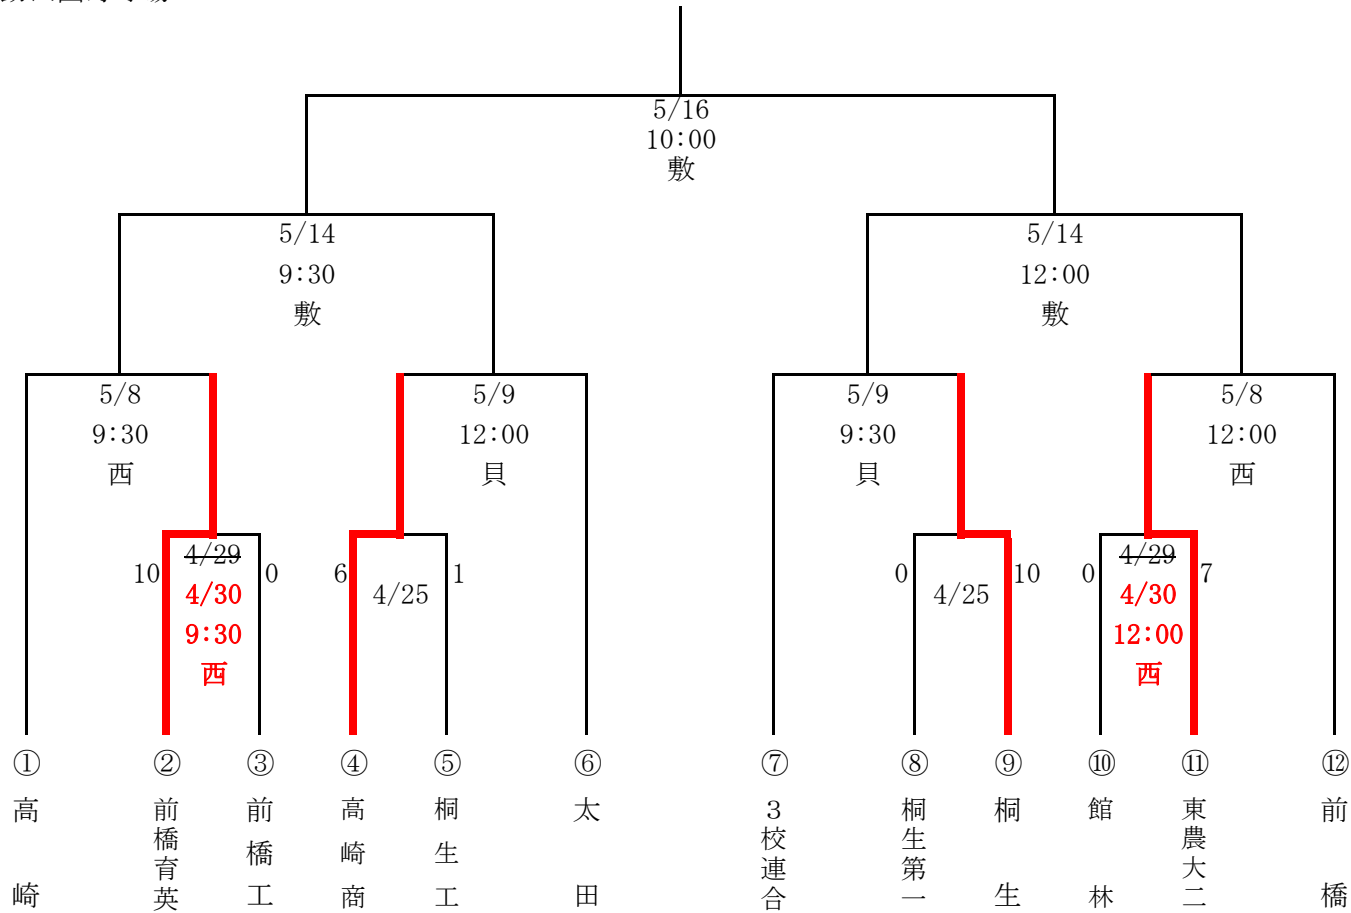 5/16
10:00
敷
5/14
9:30
敷
5/14
12:00
敷
5/8
9:30
西
5/9
12:00
貝
5/9
9:30
貝
5/8
12:00
西
10
4/29
4/30
9:30
西
0
6
4/25
1
0
4/25
10
0
4/29
4/30
12:00
西
7
①
高崎
②
前橋育英
③
前橋工
④
高崎商
⑤
桐生工
⑥
太田
⑦
3校連合
⑧
桐生第一
⑨
桐生
⑩
館林
⑪
東農大二
⑫
前橋